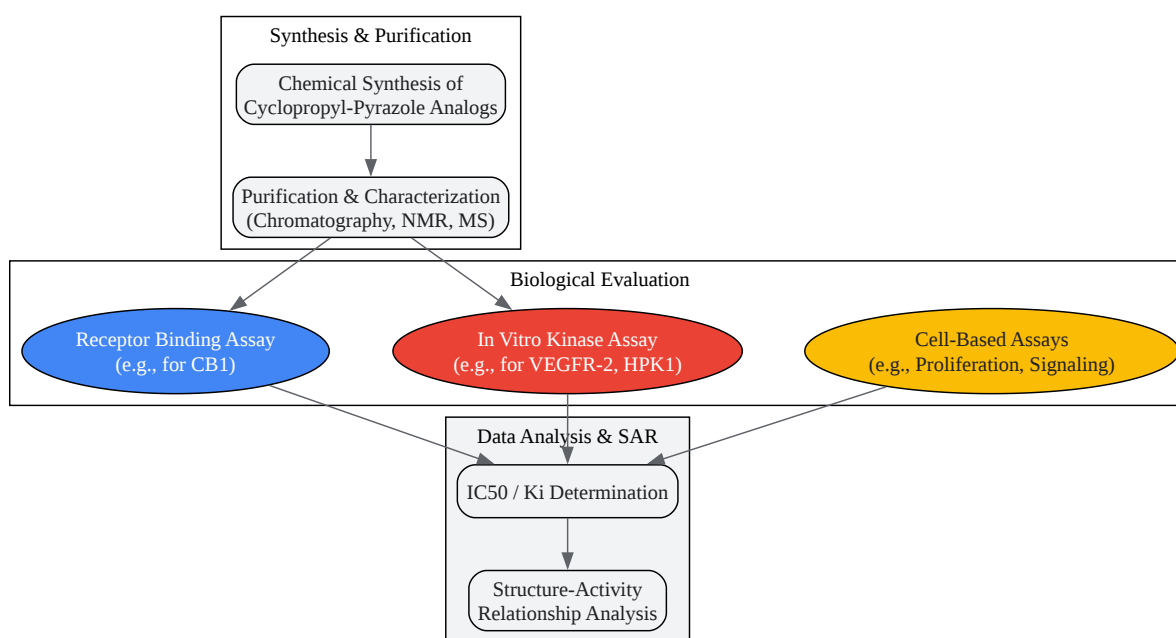 Synthesis & Purification
Chemical Synthesis of
Cyclopropyl-Pyrazole Analogs
Purification & Characterization
(Chromatography, NMR, MS)
Biological Evaluation
Receptor Binding Assay
(e.g., for CB1)
In Vitro Kinase Assay
(e.g., for VEGFR-2, HPK1)
Cell-Based Assays
(e.g., Proliferation, Signaling)
Data Analysis & SAR
IC50 / Ki Determination
Structure-Activity
Relationship Analysis